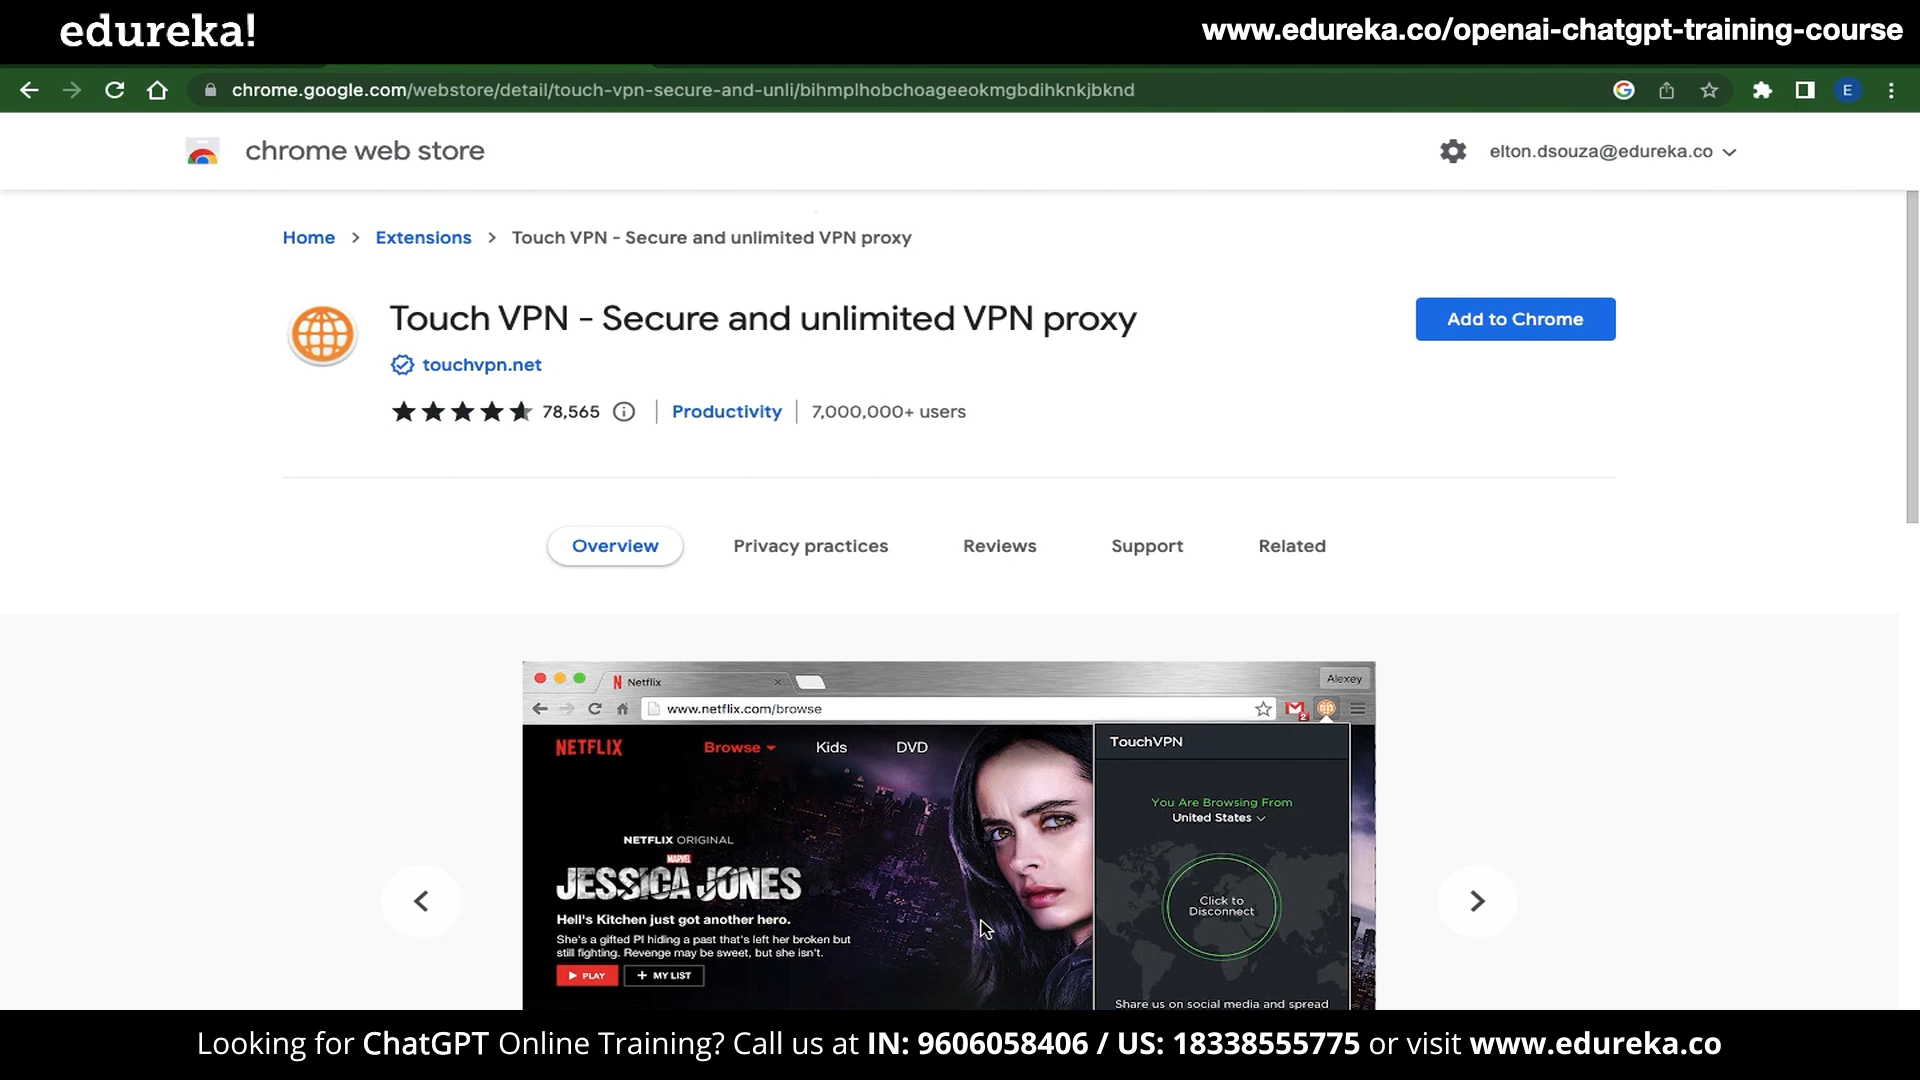 edureka!
www.edureka.co/openai-chatgpt-training-course
chrome.google.com/webstore/detail/touch-vpn-secure-and-unli/bihmplhobchoageeokmgbdihknkjbknd
E
chrome web store
elton.dsouza@edureka.co
Home > Extensions > Touch VPN - Secure and unlimited VPN proxy
Touch VPN - Secure and unlimited VPN proxy
Add to Chrome
touchvpn.net
78,565
Productivity
7,000,000+ users
Overview
Privacy practices
Reviews
Support
Related
Netflix
Alexey
www.netflix.com/browse
2
NETFLIX
Browse
Kids
DVD
TouchVPN
You Are Browsing From
United States
NETFLIX ORIGINAL
MARVEL
JESSICA JONES
Click to
Disconnect
Hell's Kitchen just got another hero.
She's a gifted PI hiding a past that's left her broken but
still fighting. Revenge may be sweet, but she isn't.
PLAY
+ MY LIST
Share us on social media and spread
Looking for ChatGPT Online Training? Call us at IN: 9606058406 / US: 18338555775 or visit www.edureka.co